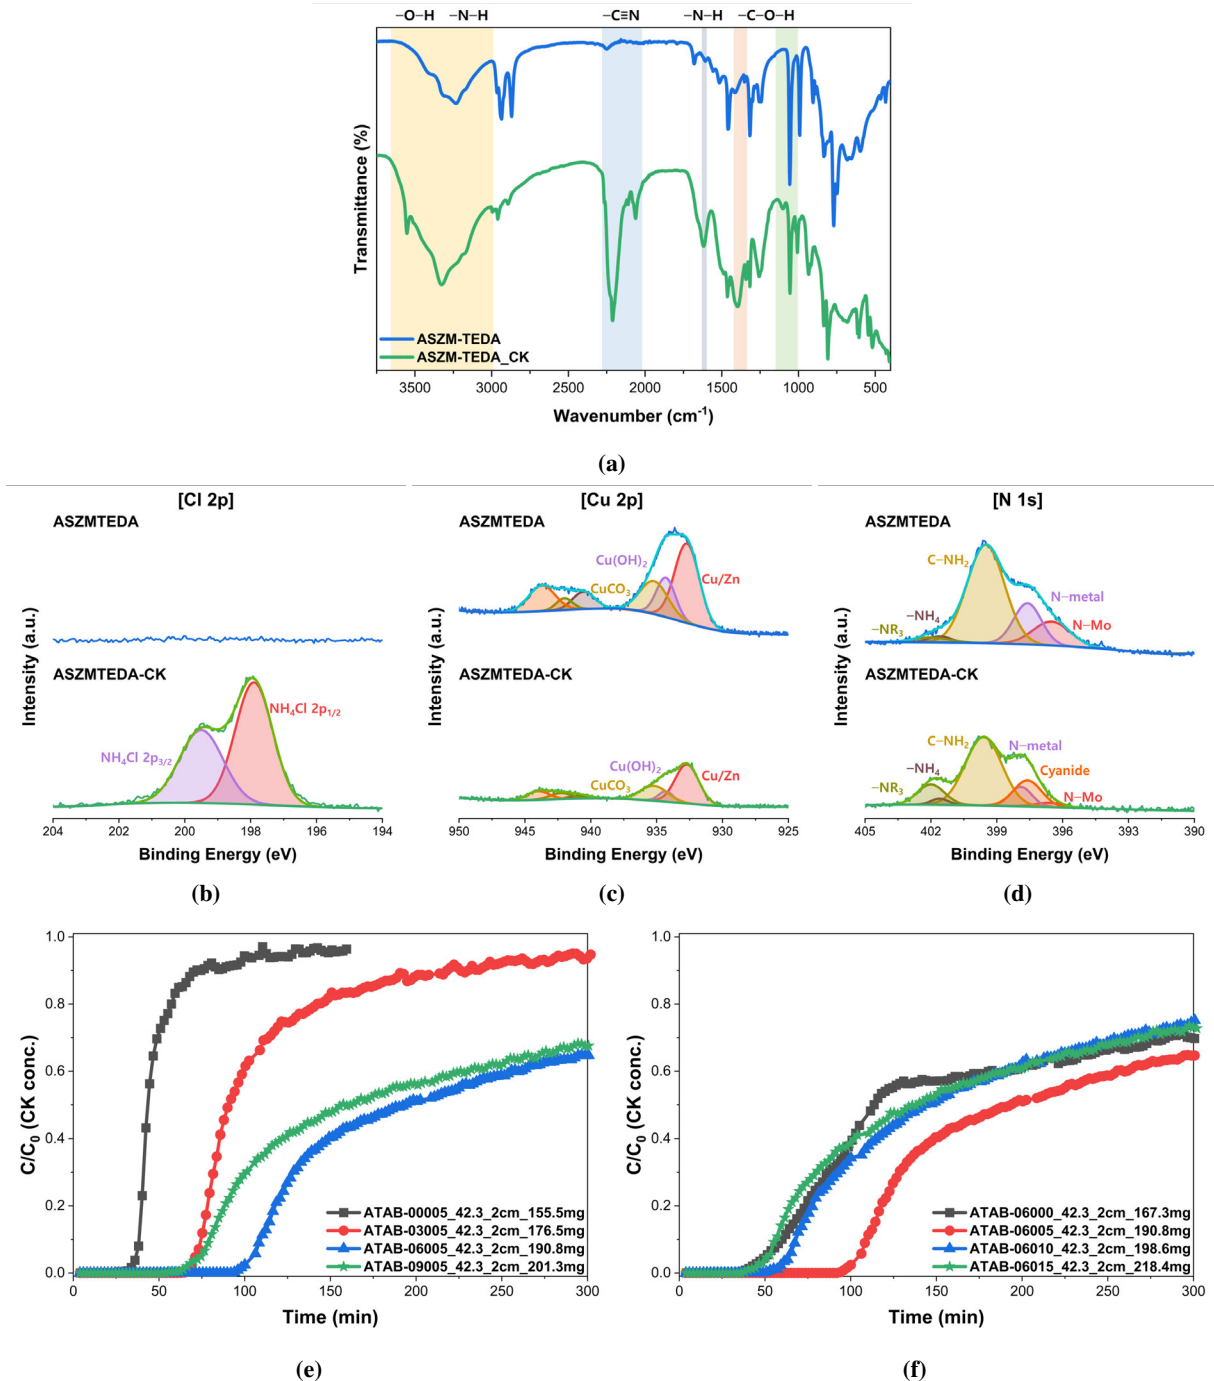 −O−H −N−H −C≡N −N−H −C−O−H
Transmittance (%)
ASZM-TEDA
ASZM-TEDA_CK
3500 3000 2500 2000 1500 1000 500
Wavenumber (cm-1)
(a)
[Cl 2p]
ASZMTEDA
ASZMTEDA-CK
NH4Cl 2p1/2
NH4Cl 2p3/2
Intensity (a.u.)
204 202 200 198 196 194
Binding Energy (eV)
(b)
[Cu 2p]
ASZMTEDA
Cu(OH)2
CuCO3
Cu/Zn
ASZMTEDA-CK
Cu(OH)2
CuCO3
Cu/Zn
Intensity (a.u.)
950 945 940 935 930 925
Binding Energy (eV)
(c)
[N 1s]
ASZMTEDA
C−NH2
N−metal
−NH4
−NR3
N−Mo
ASZMTEDA-CK
C−NH2
N−metal
−NH4
Cyanide
−NR3
N−Mo
Intensity (a.u.)
405 402 399 396 393 390
Binding Energy (eV)
(d)
1.0
0.8
0.6
0.4
0.2
0.0
C/C0 (CK conc.)
ATAB-00005_42.3_2cm_155.5mg
ATAB-03005_42.3_2cm_176.5mg
ATAB-06005_42.3_2cm_190.8mg
ATAB-09005_42.3_2cm_201.3mg
0 50 100 150 200 250 300
Time (min)
(e)
1.0
0.8
0.6
0.4
0.2
0.0
C/C0 (CK conc.)
ATAB-06000_42.3_2cm_167.3mg
ATAB-06005_42.3_2cm_190.8mg
ATAB-06010_42.3_2cm_198.6mg
ATAB-06015_42.3_2cm_218.4mg
0 50 100 150 200 250 300
Time (min)
(f)